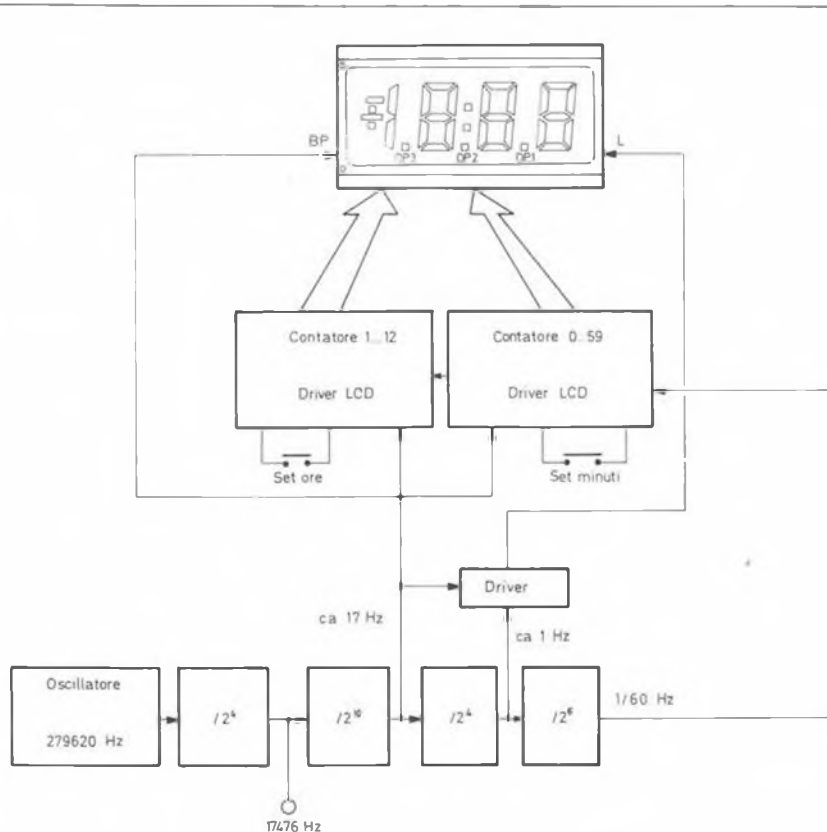 BP
L
DP3
DP2
DP1
Contatore 1...12
Driver LCD
Contatore 0...59
Driver LCD
Set ore
Set minuti
Driver
ca 17 Hz
ca 1 Hz
Oscillatore
279620 Hz
/2⁴
/2¹⁰
/2⁴
/2⁶
1/60 Hz
17476 Hz